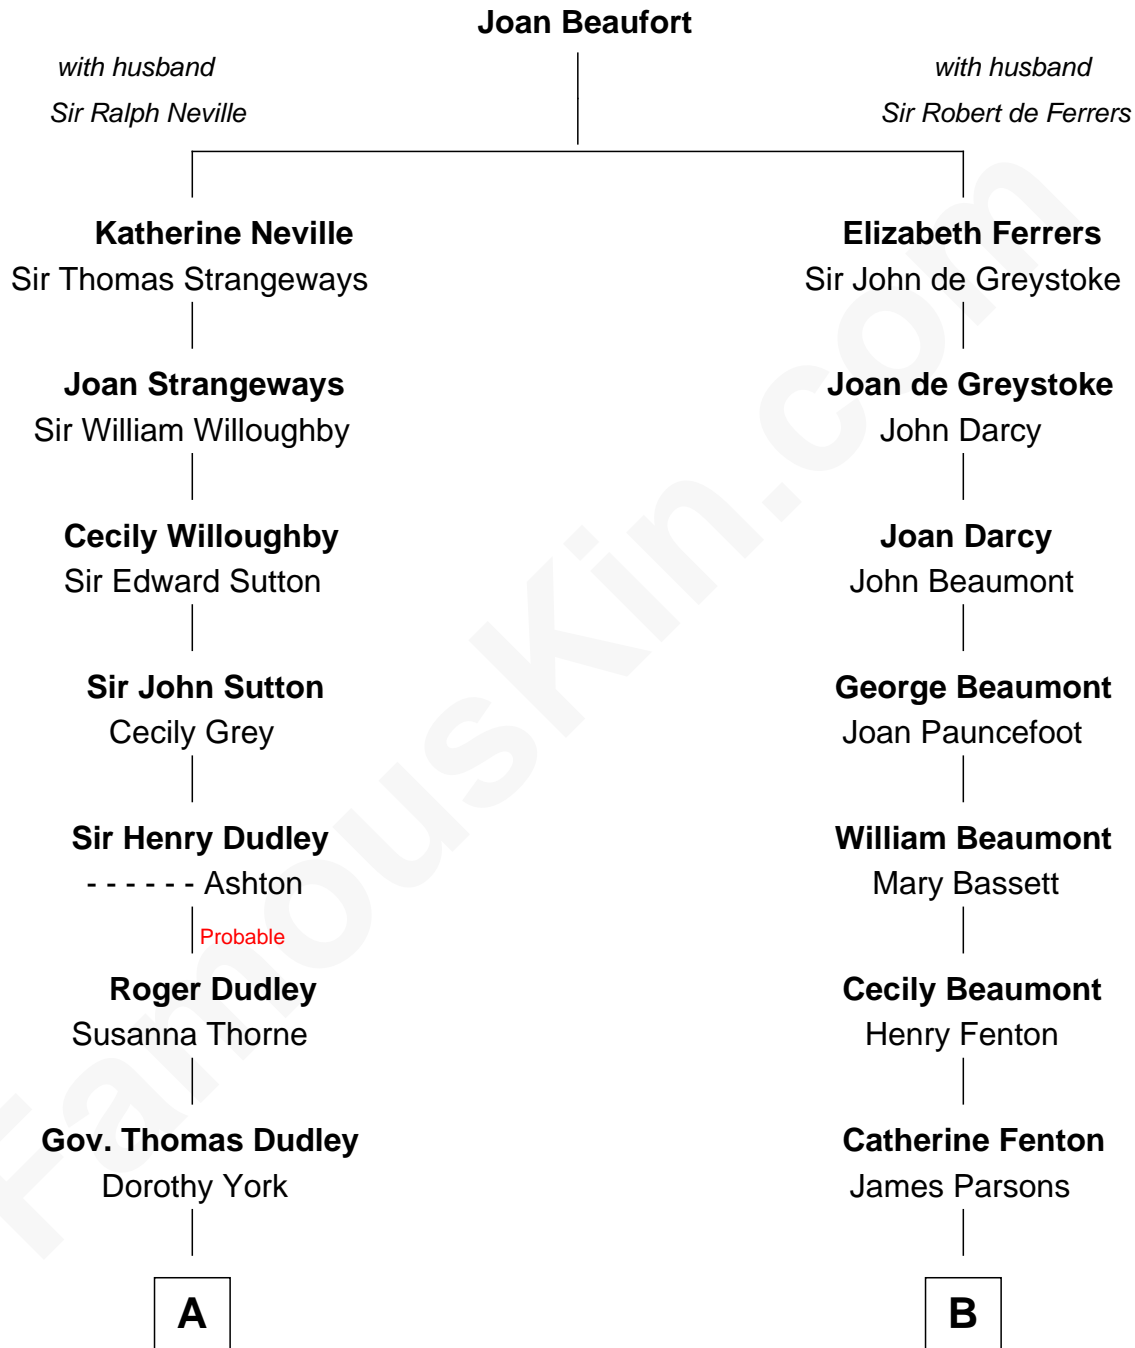 Joan Beaufort
with husband
Sir Ralph Neville
with husband
Sir Robert de Ferrers
Katherine Neville
Sir Thomas Strangeways
Elizabeth Ferrers
Sir John de Greystoke
Joan Strangeways
Sir William Willoughby
Joan de Greystoke
John Darcy
Cecily Willoughby
Sir Edward Sutton
Joan Darcy
John Beaumont
Sir John Sutton
Cecily Grey
George Beaumont
Joan Pauncefoot
Sir Henry Dudley
- - - - - - Ashton
William Beaumont
Mary Bassett
Probable
Roger Dudley
Susanna Thorne
Cecily Beaumont
Henry Fenton
Gov. Thomas Dudley
Dorothy York
Catherine Fenton
James Parsons
A
B
FamousKin.com